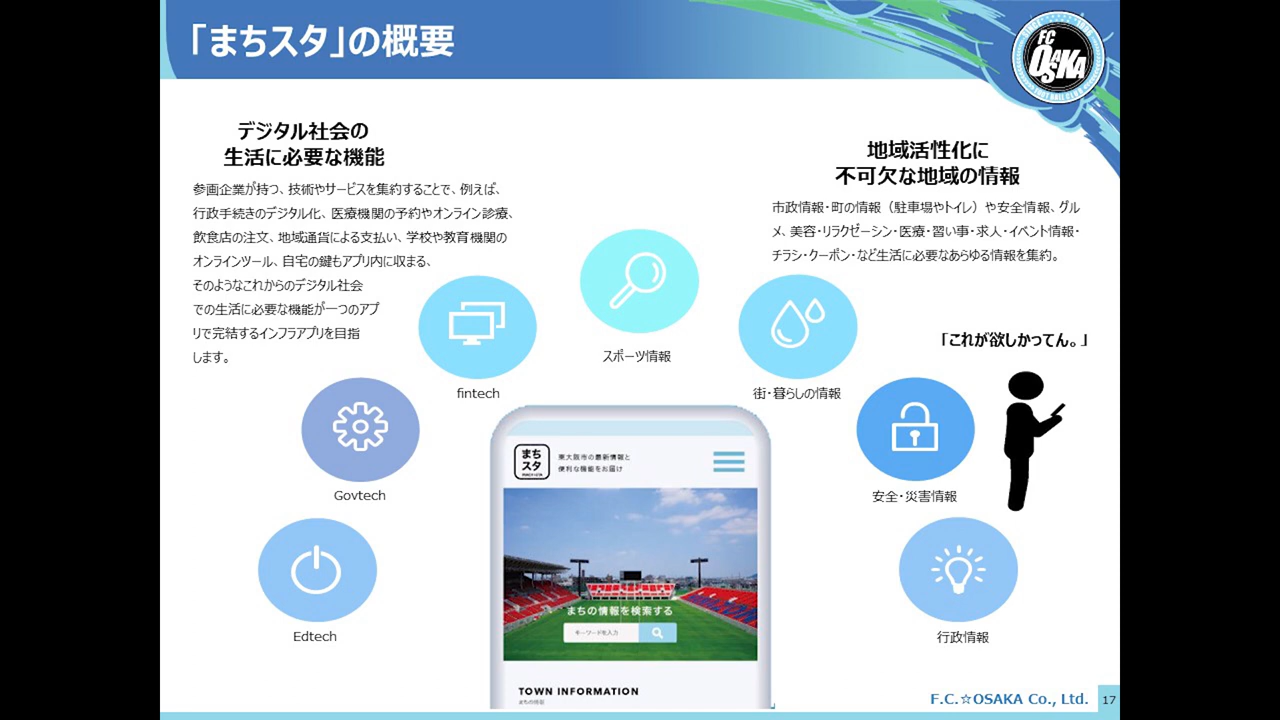 「まちスタ」の概要
FC
OSAKA
デジタル社会の
生活に必要な機能
参画企業が持つ、技術やサービスを集約することで、例えば、
行政手続きのデジタル化、医療機関の予約やオンライン診療、
飲食店の注文、地域通貨による支払い、学校や教育機関の
オンラインツール、自宅の鍵もアプリ内に収まる、
そのようなこれからのデジタル社会
での生活に必要な機能が一つのアプ
リで完結するインフラアプリを目指
します。
地域活性化に
不可欠な地域の情報
市政情報・町の情報（駐車場やトイレ）や安全情報、グル
メ、美容・リラクゼーシン・医療・習い事・求人・イベント情報・
チラシ・クーポン・など生活に必要なあらゆる情報を集約。
「これが欲しかってん。」
スポーツ情報
fintech
街・暮らしの情報
Govtech
安全・災害情報
Edtech
行政情報
まち
スタ
東大阪市の最新情報と
便利な機能をお届け
まちの情報を検索する
キーワードを入力
TOWN INFORMATION
まちの情報
F.C.☆OSAKA Co., Ltd.
17